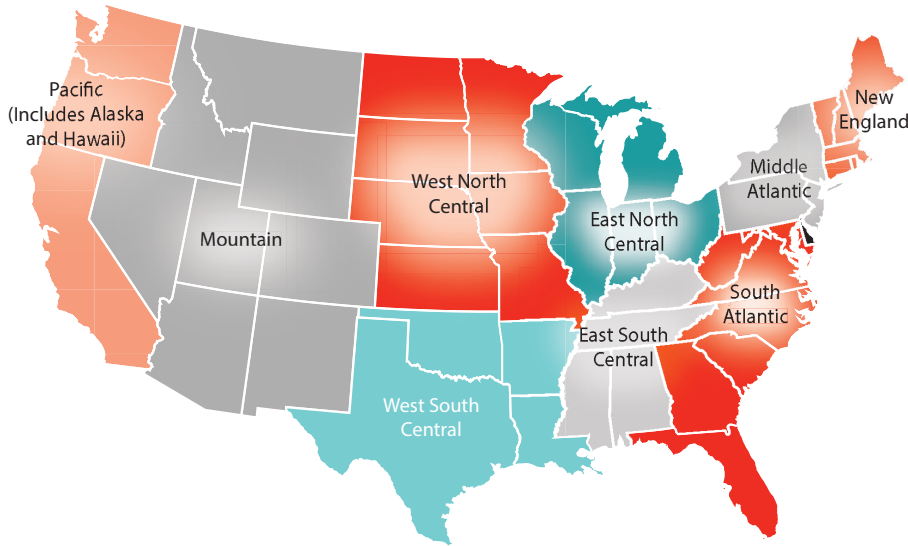 Pacific
(Includes Alaska
and Hawaii)
New
England
West North
Central
Middle
Atlantic
East North
Central
Mountain
South
Atlantic
East South
Central
West South
Central